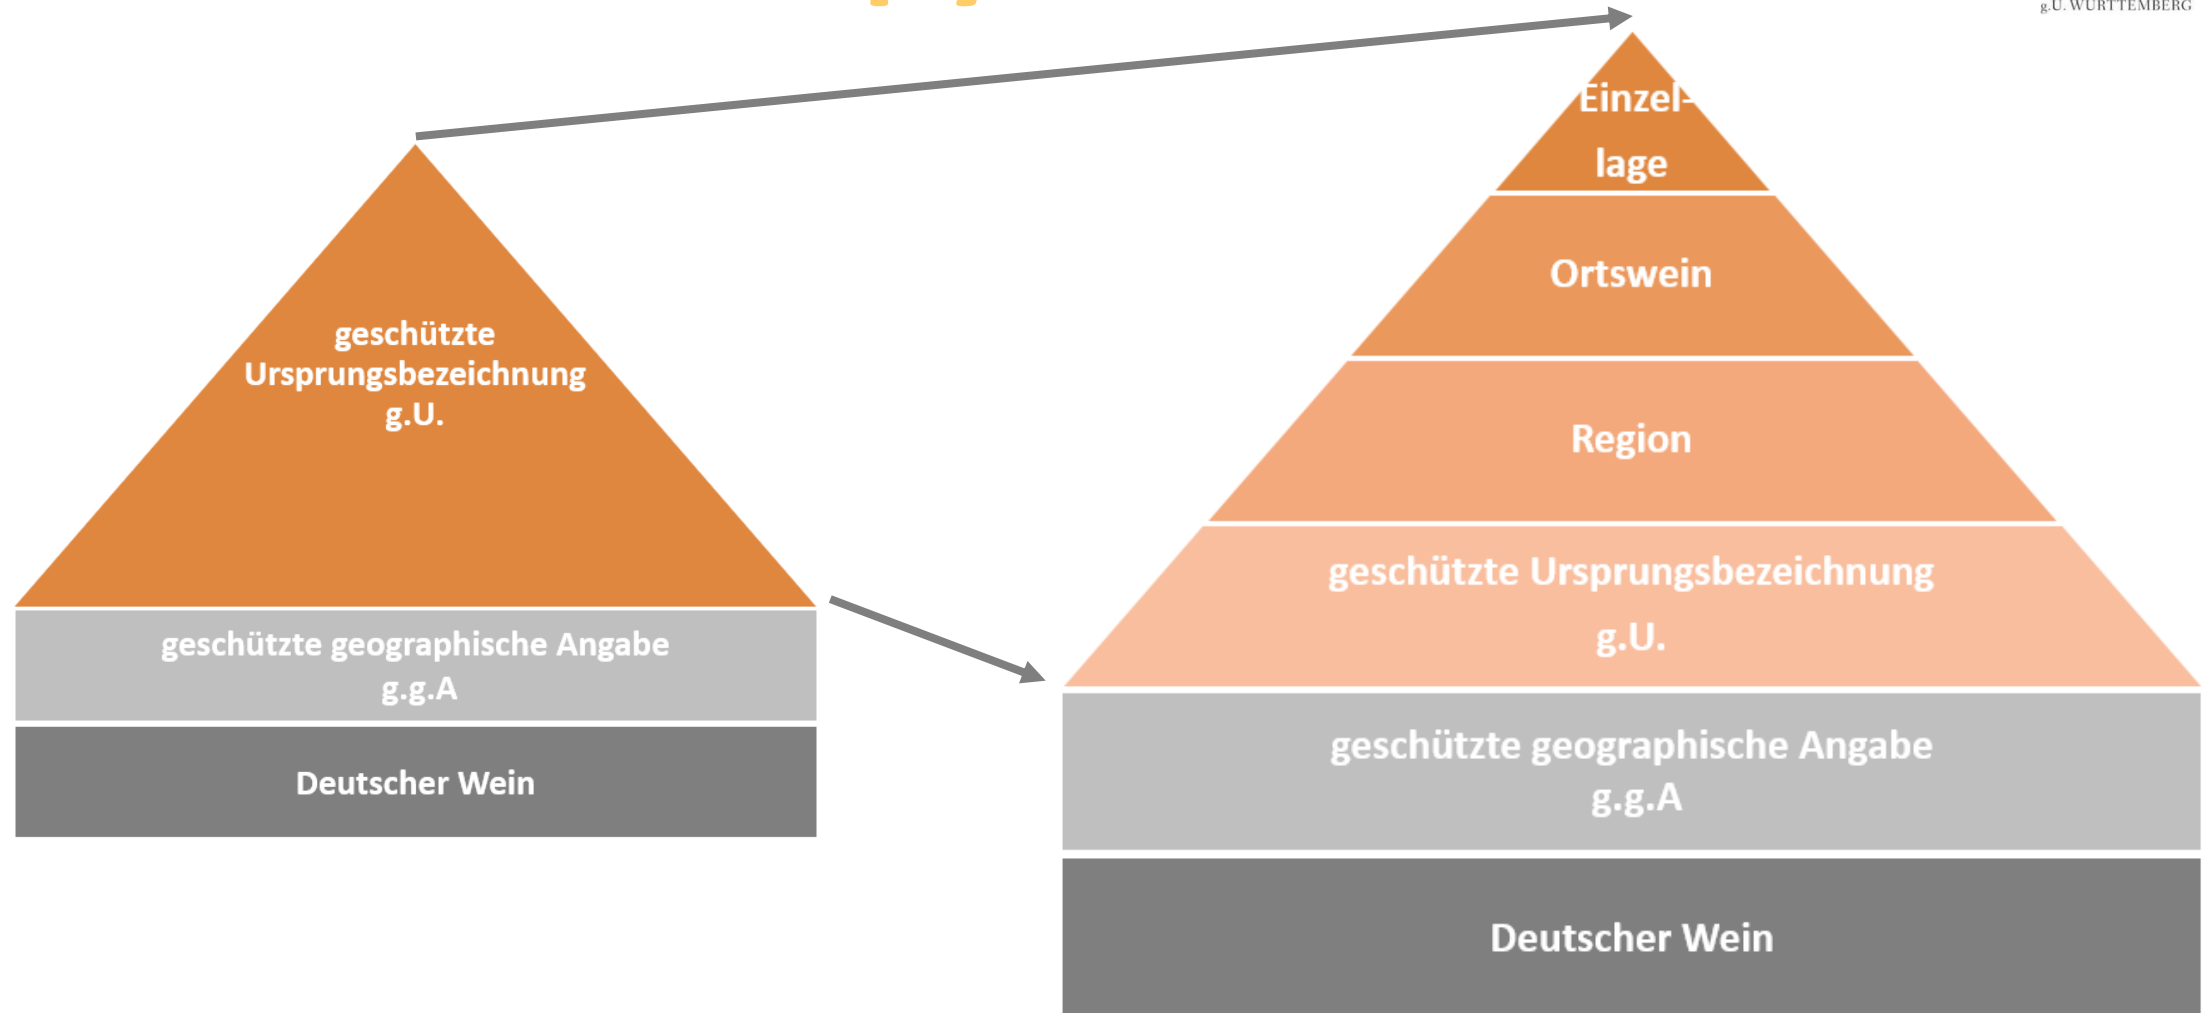 g.U. WÜRTTEMBERG
geschützte
Ursprungsbezeichnung
g.U.
geschützte geographische Angabe
g.g.A
Deutscher Wein
Einzel-
lage
Ortswein
Region
geschützte Ursprungsbezeichnung
g.U.
geschützte geographische Angabe
g.g.A
Deutscher Wein